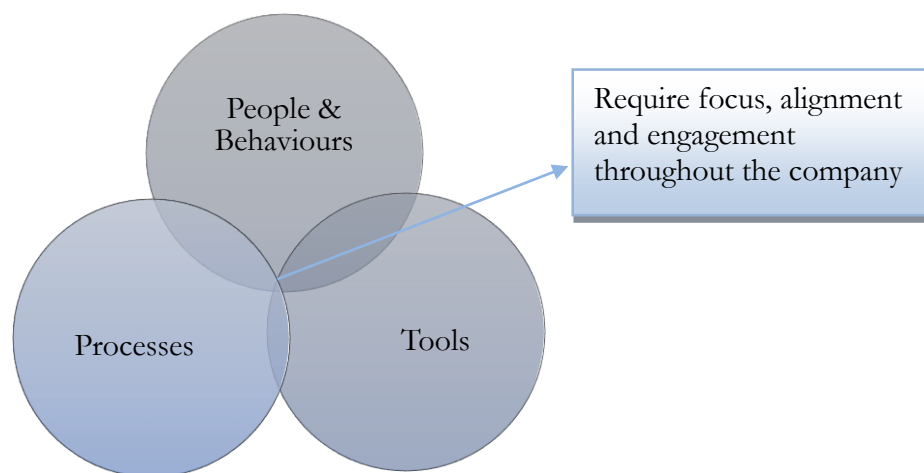 People &
Behaviours
Require focus, alignment
and engagement
throughout the company
Processes
Tools